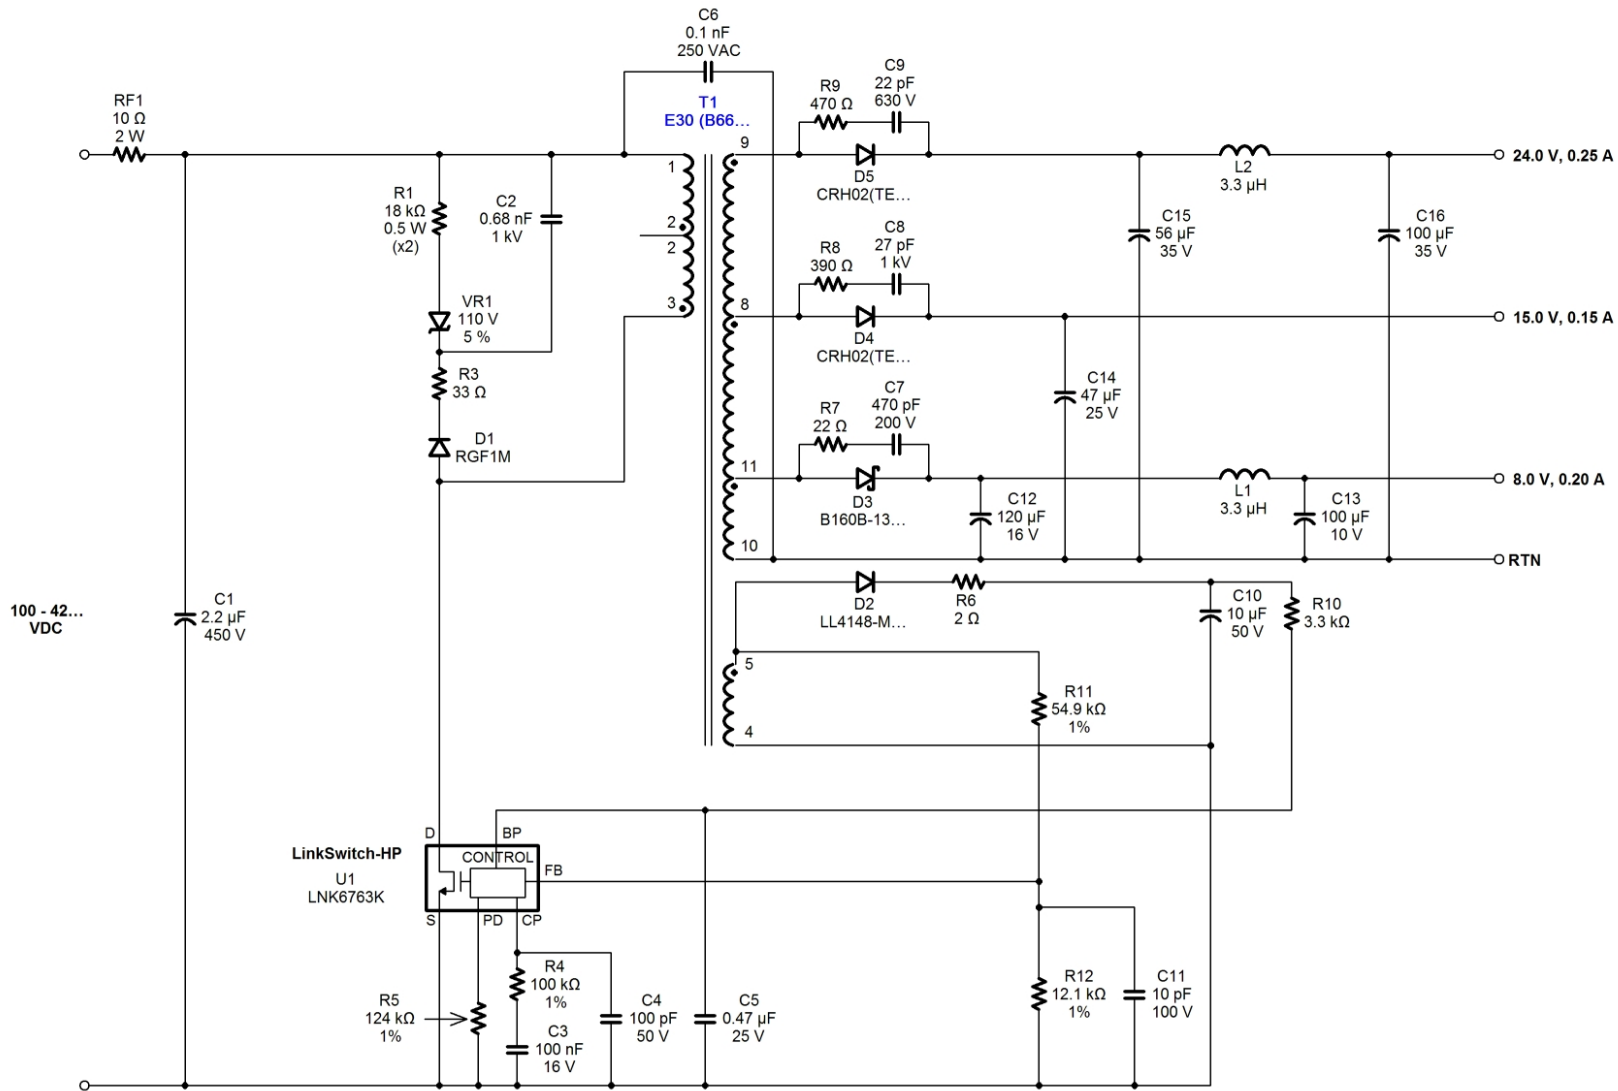 C6
0.1 nF
250 VAC
T1
E30 (B66…
RF1
10 Ω
2 W
R1
18 kΩ
0.5 W
(x2)
C2
0.68 nF
1 kV
VR1
110 V
5 %
R3
33 Ω
D1
RGF1M
1
2
2
3
9
8
11
10
5
4
R9
470 Ω
C9
22 pF
630 V
D5
CRH02(TE…
R8
390 Ω
C8
27 pF
1 kV
D4
CRH02(TE…
R7
22 Ω
C7
470 pF
200 V
D3
B160B-13…
L2
3.3 µH
C15
56 µF
35 V
C16
100 µF
35 V
24.0 V, 0.25 A
15.0 V, 0.15 A
C14
47 µF
25 V
C12
120 µF
16 V
L1
3.3 µH
C13
100 µF
10 V
8.0 V, 0.20 A
RTN
D2
LL4148-M…
R6
2 Ω
C10
10 µF
50 V
R10
3.3 kΩ
R11
54.9 kΩ
1%
100 - 42…
VDC
C1
2.2 µF
450 V
LinkSwitch-HP
U1
LNK6763K
D
BP
CONTROL
FB
S
PD
CP
R5
124 kΩ
1%
R4
100 kΩ
1%
C3
100 nF
16 V
C4
100 pF
50 V
C5
0.47 µF
25 V
R12
12.1 kΩ
1%
C11
10 pF
100 V